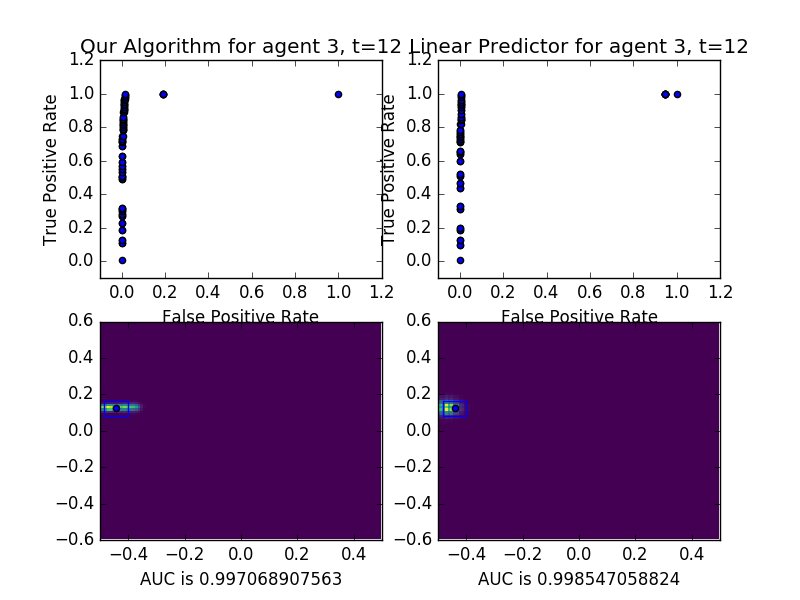 Our Algorithm for agent 3, t=12 Linear Predictor for agent 3, t=12
1.2 1.2
1.0 1.0
0.8 0.8
0.6 0.6
0.4 0.4
0.2 0.2
0.0 0.0
True Positive Rate True Positive Rate
0.0 0.2 0.4 0.6 0.8 1.0 1.2 0.0 0.2 0.4 0.6 0.8 1.0 1.2
False Positive Rate False Positive Rate
0.6 0.6
0.4 0.4
0.2 0.2
0.0 0.0
−0.2 −0.2
−0.4 −0.4
−0.6 −0.6
−0.4 −0.2 0.0 0.2 0.4 −0.4 −0.2 0.0 0.2 0.4
AUC is 0.997068907563 AUC is 0.998547058824